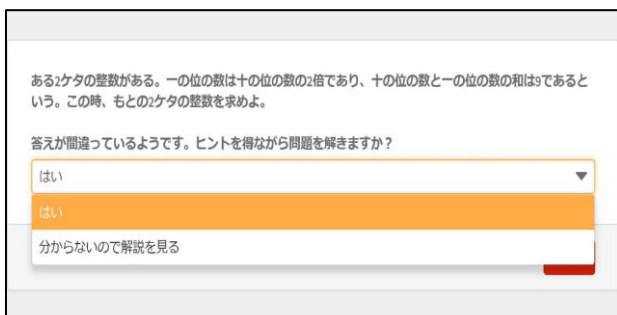 ある2ケタの整数がある。一の位の数は十の位の数の2倍であり、十の位の数と一の位の数の和は9であると
いう。この時、もとの2ケタの整数を求めよ。
答えが間違っているようです。ヒントを得ながら問題を解きますか？
はい
はい
分からないので解説を見る